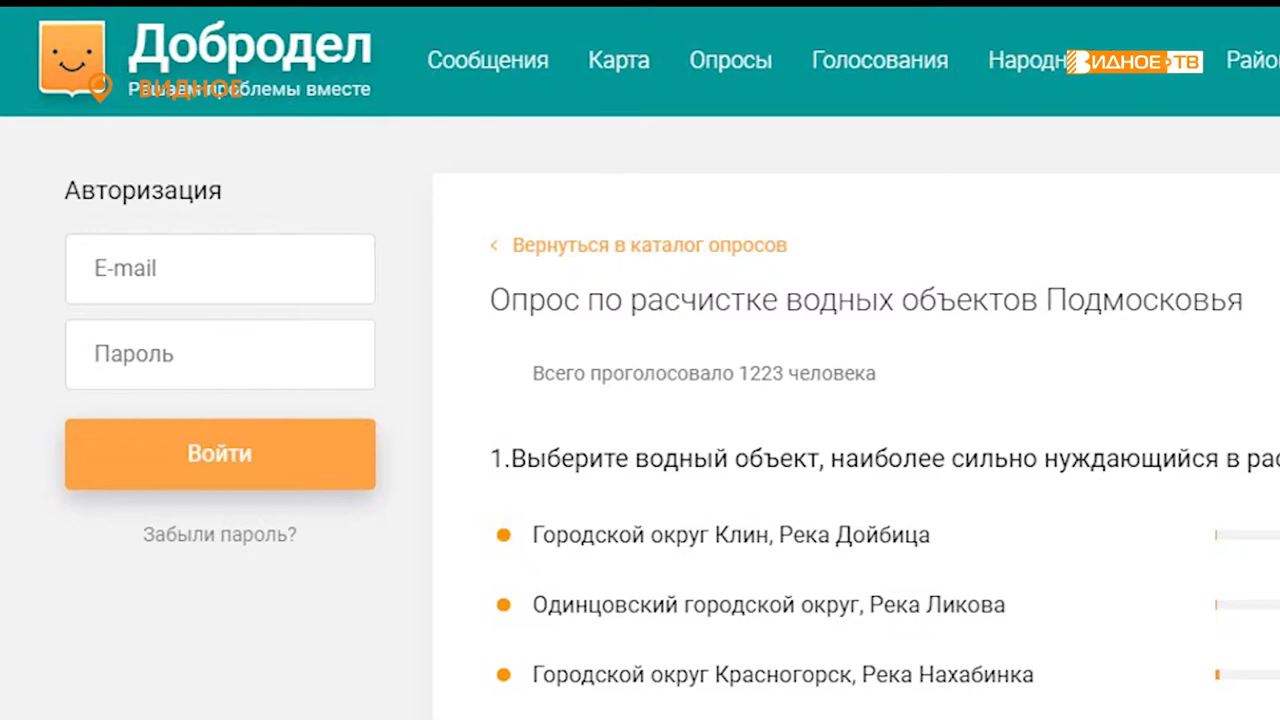 Добродел
Решаем проблемы вместе
ВИДНОЕ
Сообщения
Карта
Опросы
Голосования
ВИДНОЕ ТВ
Авторизация
E-mail
Пароль
Войти
Забыли пароль?
Вернуться в каталог опросов
Опрос по расчистке водных объектов Подмосковья
Всего проголосовало 1223 человека
1.Выберите водный объект, наиболее сильно нуждающийся в
Городской округ Клин, Река Дойбица
Одинцовский городской округ, Река Ликова
Городской округ Красногорск, Река Нахабинка